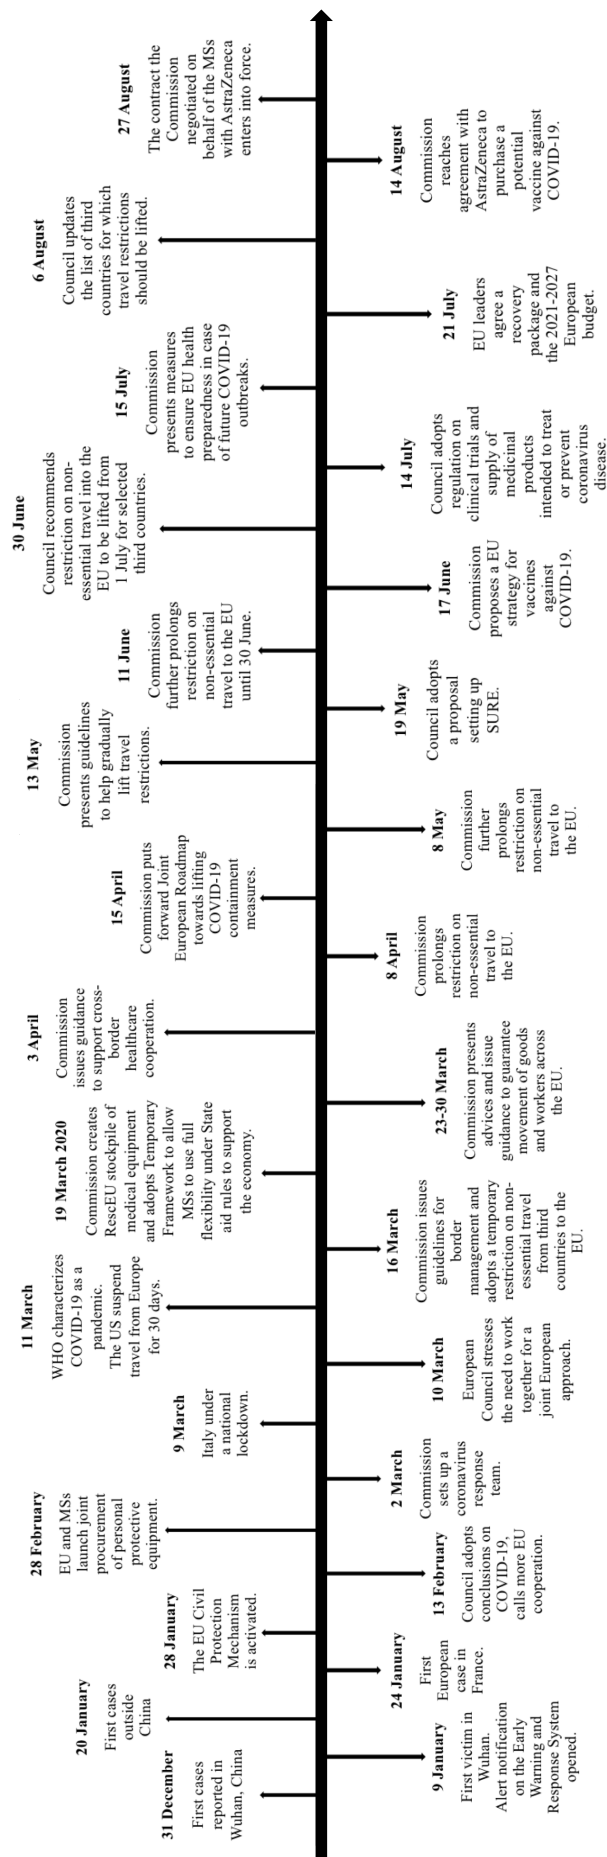 31 December
First cases
reported in
Wuhan, China
9 January
First victim in
Wuhan.
Alert notification
on the Early
Warning and
Response System
opened.
20 January
First cases
outside
China
24 January
First
European
case in
France.
28 January
The EU Civil
Protection
Mechanism
is activated.
13 February
Council adopts
conclusions on
COVID-19,
calls more EU
cooperation.
28 February
EU and MSs
launch joint
procurement
of personal
protective
equipment.
2 March
Commission
sets up a
coronavirus
response
team.
9 March
Italy under
a national
lockdown.
10 March
European
Council stresses
the need to work
together for a
joint European
approach.
11 March
WHO characterizes
COVID-19 as a
pandemic.
The US suspend
travel from Europe
for 30 days.
16 March
Commission issues
guidelines for
border
management and
adopts a temporary
restriction on non-
essential travel
from third
countries to the
EU.
19 March 2020
Commission creates
RescEU stockpile of
medical equipment
and adopts Temporary
Framework to allow
MSs to use full
flexibility under State
aid rules to support
the economy.
23-30 March
Commission presents
advices and issue
guidance to guarantee
movement of goods
and workers across
the EU.
3 April
Commission
issues guidance
to support cross-
border
healthcare
cooperation.
8 April
Commission
prolongs
restriction on
non-essential
travel to
the EU.
15 April
Commission puts
forward Joint
European Roadmap
towards lifting
COVID-19
containment
measures.
8 May
Commission
further
prolongs
restriction on
non-essential
travel to
the EU.
13 May
Commission
presents guidelines
to help gradually
lift travel
restrictions.
19 May
Council adopts
a proposal
setting up
SURE.
11 June
Commission
further prolongs
restriction on
non-essential
travel to the EU
until 30 June.
17 June
Commission
proposes a EU
strategy for
vaccines
against
COVID-19.
30 June
Council recommends
restriction on non-
essential travel into the
EU to be lifted from
1 July for selected
third countries.
14 July
Council adopts
regulation on
clinical trials and
supply of
medicinal
products
intended to treat
or prevent
coronavirus
disease.
15 July
Commission
presents measures
to ensure EU health
preparedness in case
of future COVID-19
outbreaks.
21 July
EU leaders
agree a
recovery
package and
the 2021-2027
European
budget.
6 August
Council updates
the list of third
countries for which
travel restrictions
should be lifted.
14 August
Commission
reaches
agreement with
AstraZeneca to
purchase a
potential
vaccine against
COVID-19.
27 August
The contract the
Commission
negotiated on
behalf of the MSs
with AstraZeneca
enters into force.